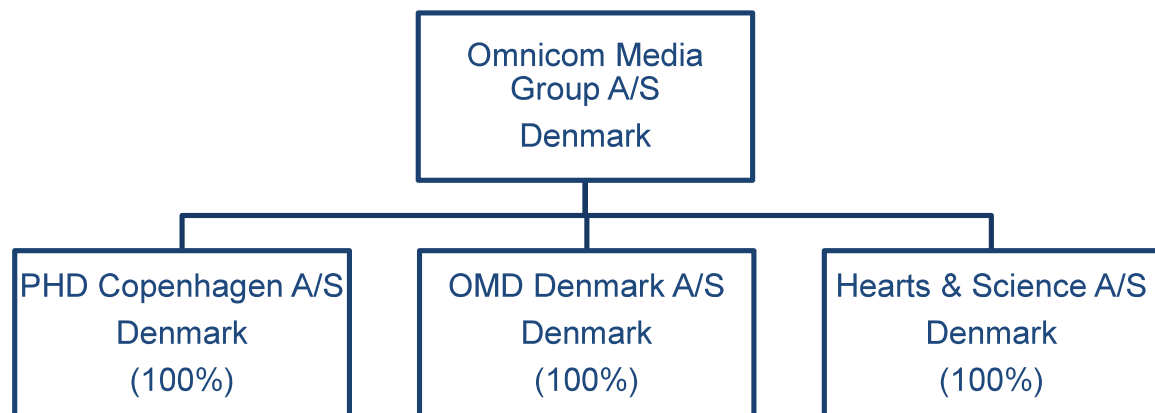 Omnicom Media
Group A/S
Denmark
PHD Copenhagen A/S
Denmark
(100%)
OMD Denmark A/S
Denmark
(100%)
Hearts & Science A/S
Denmark
(100%)